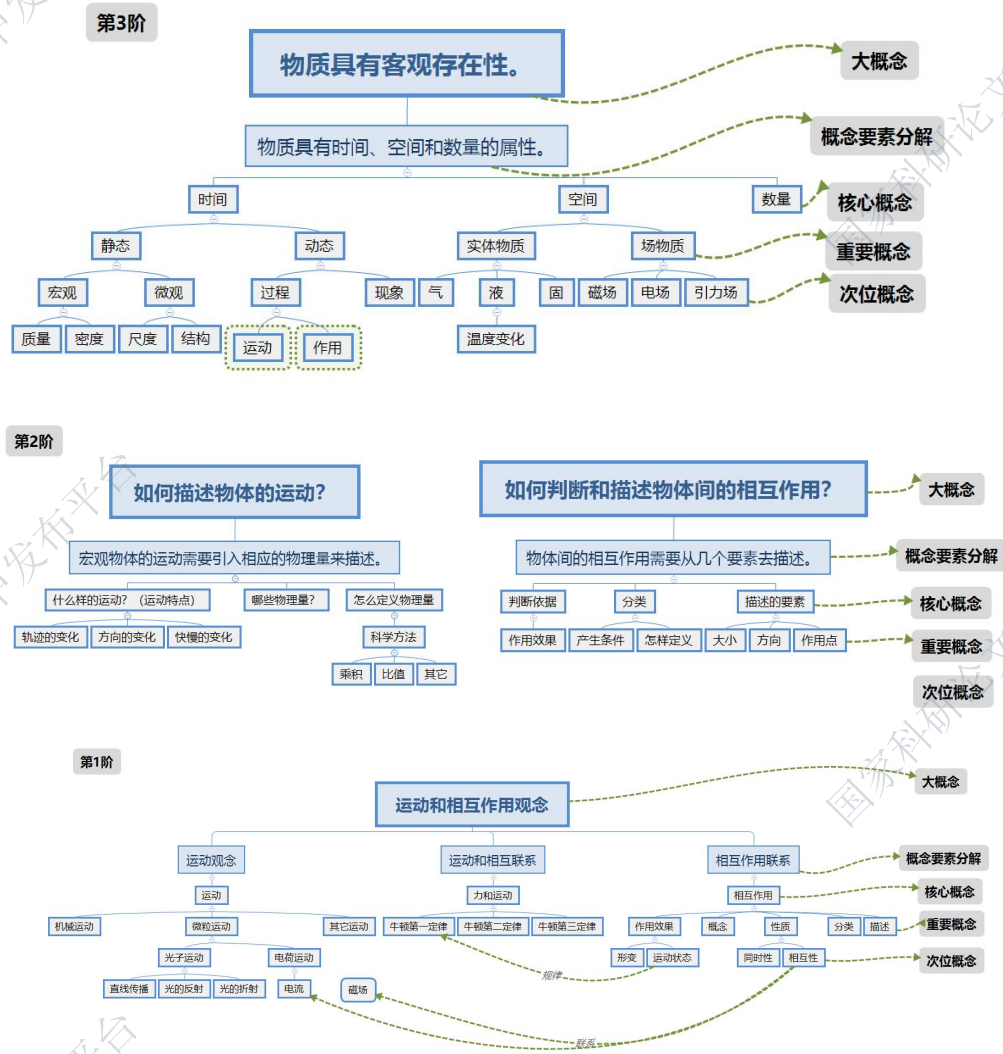 第3阶
物质具有客观存在性。
大概念
物质具有时间、空间和数量的属性。
概念要素分解
时间
空间
数量
核心概念
静态
动态
实体物质
场物质
重要概念
宏观
微观
过程
现象
气
液
固
磁场
电场
引力场
次位概念
质量
密度
尺度
结构
运动
作用
温度变化
第2阶
如何描述物体的运动?
如何判断和描述物体间的相互作用?
大概念
宏观物体的运动需要引入相应的物理量来描述。
物体间的相互作用需要从几个要素去描述。
概念要素分解
什么样的运动?(运动特点)
哪些物理量?
怎么定义物理量
判断依据
分类
描述的要素
核心概念
轨迹的变化
方向的变化
快慢的变化
科学方法
作用效果
产生条件
怎样定义
大小
方向
作用点
重要概念
乘积
比值
其它
次位概念
第1阶
运动和相互作用观念
大概念
运动观念
运动和相互联系
相互作用联系
概念要素分解
运动
力和运动
相互作用
核心概念
机械运动
微粒运动
其它运动
牛顿第一定律
牛顿第二定律
牛顿第三定律
作用效果
概念
性质
分类
描述
重要概念
光子运动
电荷运动
形变
运动状态
同时性
相互性
次位概念
直线传播
光的反射
光的折射
电流
磁场
规律
联系